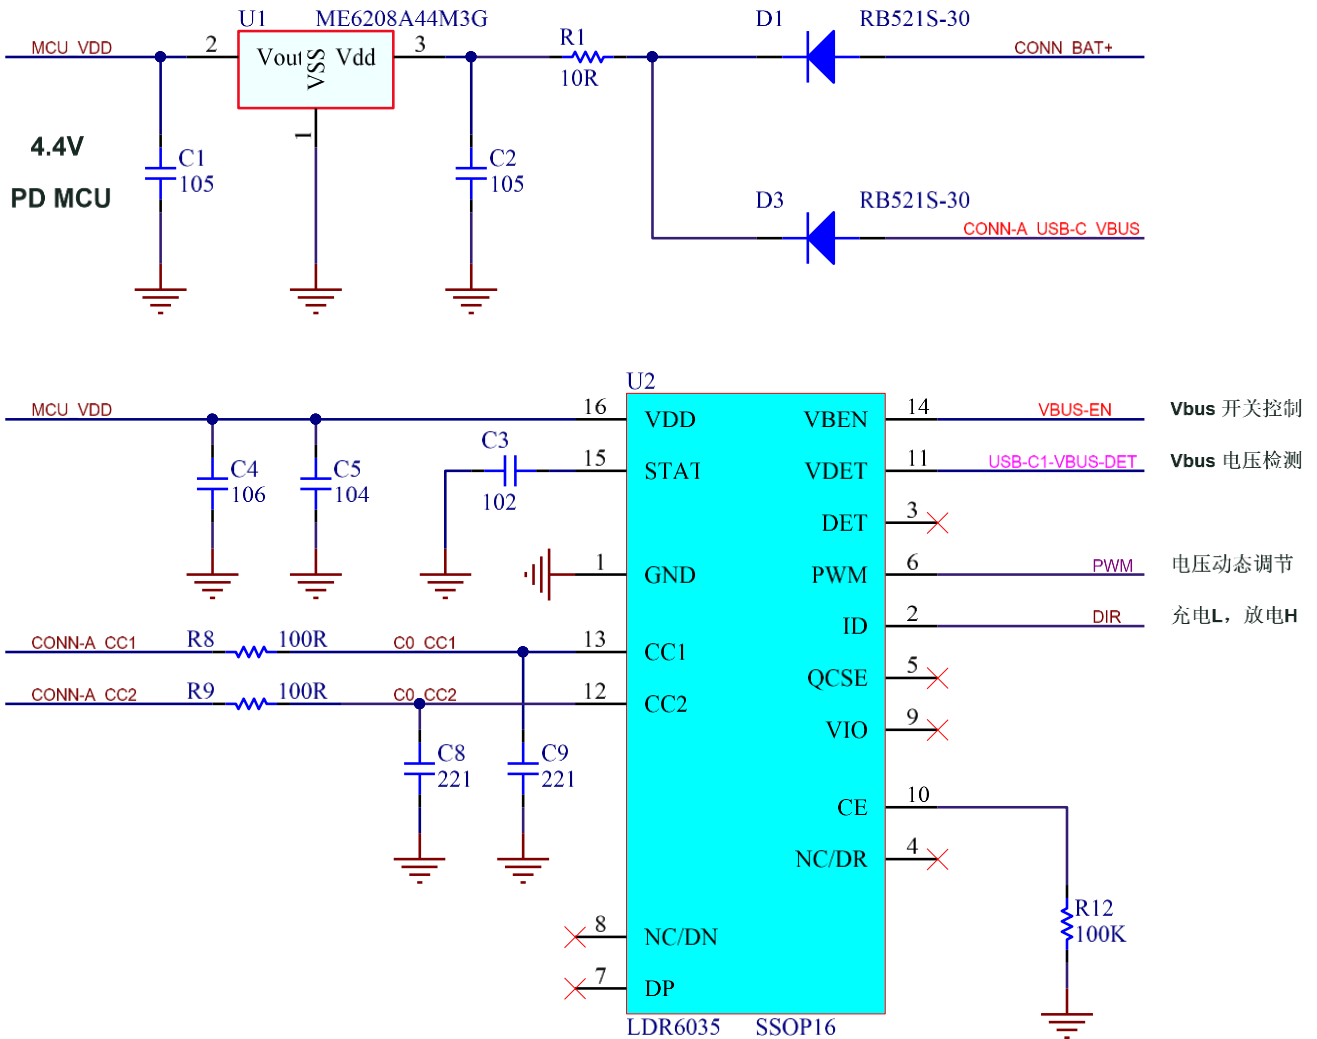 U1
ME6208A44M3G
D1
RB521S-30
MCU_VDD
2
Vout
VSS
Vdd
3
R1
10R
CONN_BAT+
1
4.4V
PD MCU
C1
105
C2
105
D3
RB521S-30
CONN-A_USB-C_VBUS
U2
MCU_VDD
16
VDD
VBEN
14
VBUS-EN
Vbus 开关控制
C3
102
15
STAT
VDET
11
USB-C1-VBUS-DET
Vbus 电压检测
C4
106
C5
104
DET
3
1
GND
PWM
6
PWM
电压动态调节
ID
2
DIR
充电L，放电H
CONN-A_CC1
R8
100R
C0_CC1
13
CC1
QCSE
5
CONN-A_CC2
R9
100R
C0_CC2
12
CC2
VIO
9
C8
221
C9
221
CE
10
NC/DR
4
R12
100K
8
NC/DN
7
DP
LDR6035
SSOP16